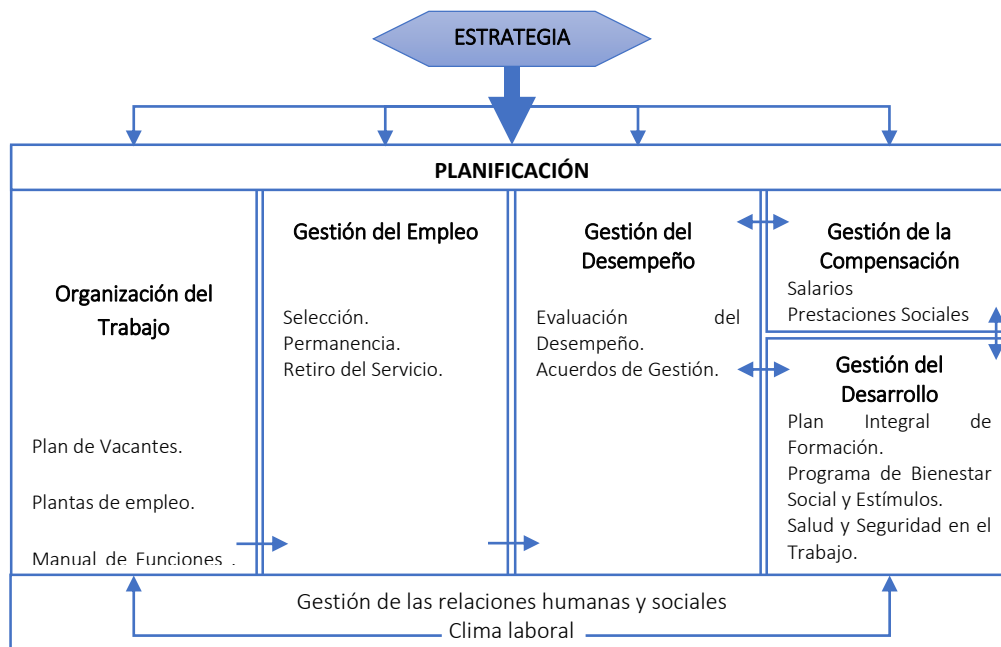 ESTRATEGIA
PLANIFICACIÓN
Organización del
Trabajo
Plan de Vacantes.
Plantas de empleo.
Manual de Funciones .
Gestión del Empleo
Selección.
Permanencia.
Retiro del Servicio.
Gestión del
Desempeño
Evaluación del
Desempeño.
Acuerdos de Gestión.
Gestión de la
Compensación
Salarios
Prestaciones Sociales
Gestión del
Desarrollo
Plan Integral de
Formación.
Programa de Bienestar
Social y Estímulos.
Salud y Seguridad en el
Trabajo.
Gestión de las relaciones humanas y sociales
Clima laboral